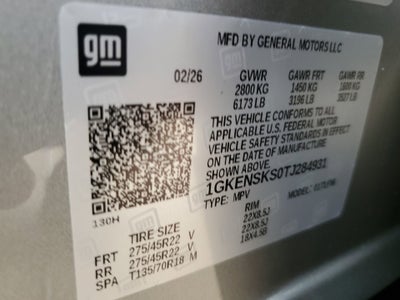 gm
MFD BY GENERAL MOTORS LLC
02/26
GVWR GAWR FRT GAWR RR
2800 KG 1450 KG 1600 KG
6173 LB 3196 LB 3527 LB
THIS VEHICLE CONFORMS TO ALL
APPLICABLE U.S. FEDERAL MOTOR
VEHICLE SAFETY STANDARDS IN EFFECT
ON THE DATE OF MANUFACTURE
SHOWN ABOVE.
1GKENSKS0TJ284931
TYPE: MPV MODEL:
130H
TIRE SIZE RIM
FRT 275/45R22 V 22X8.5J
RR 275/45R22 V 22X8.5J
SPA T135/70R18 M 18X4.5B